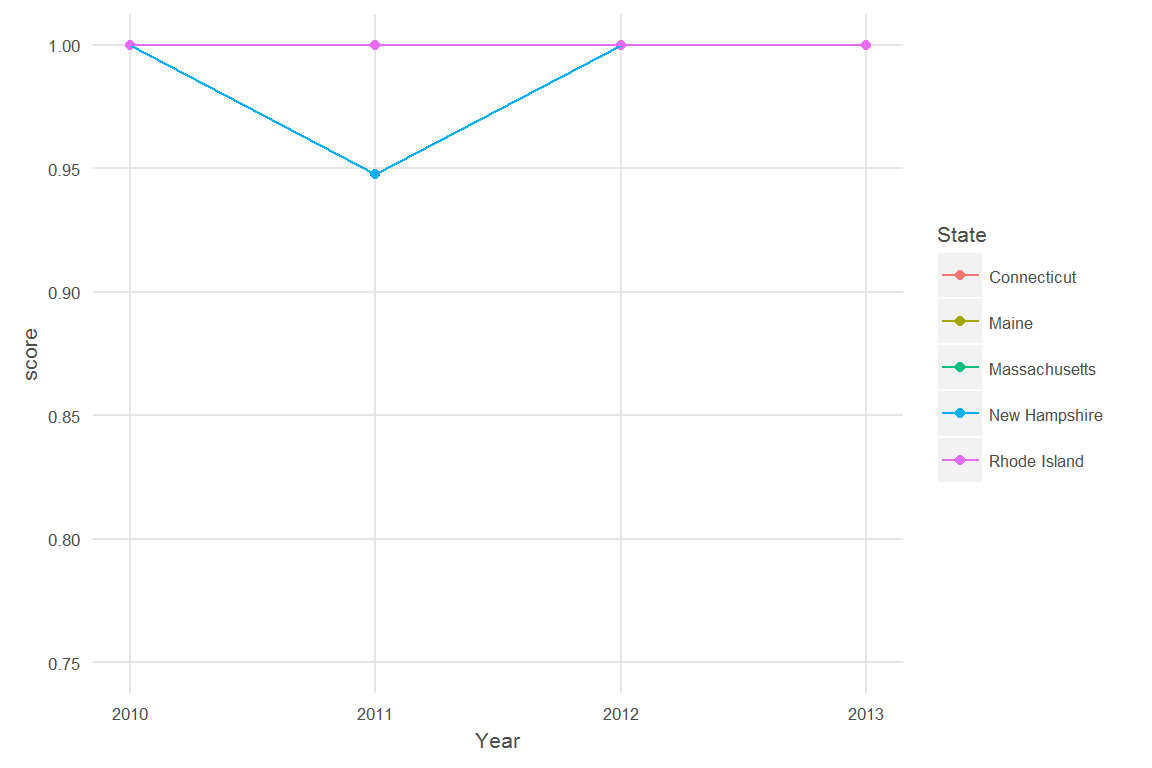 1.00
0.95
0.90
0.85
0.80
0.75
score
2010 2011 2012 2013
Year
State
Connecticut
Maine
Massachusetts
New Hampshire
Rhode Island